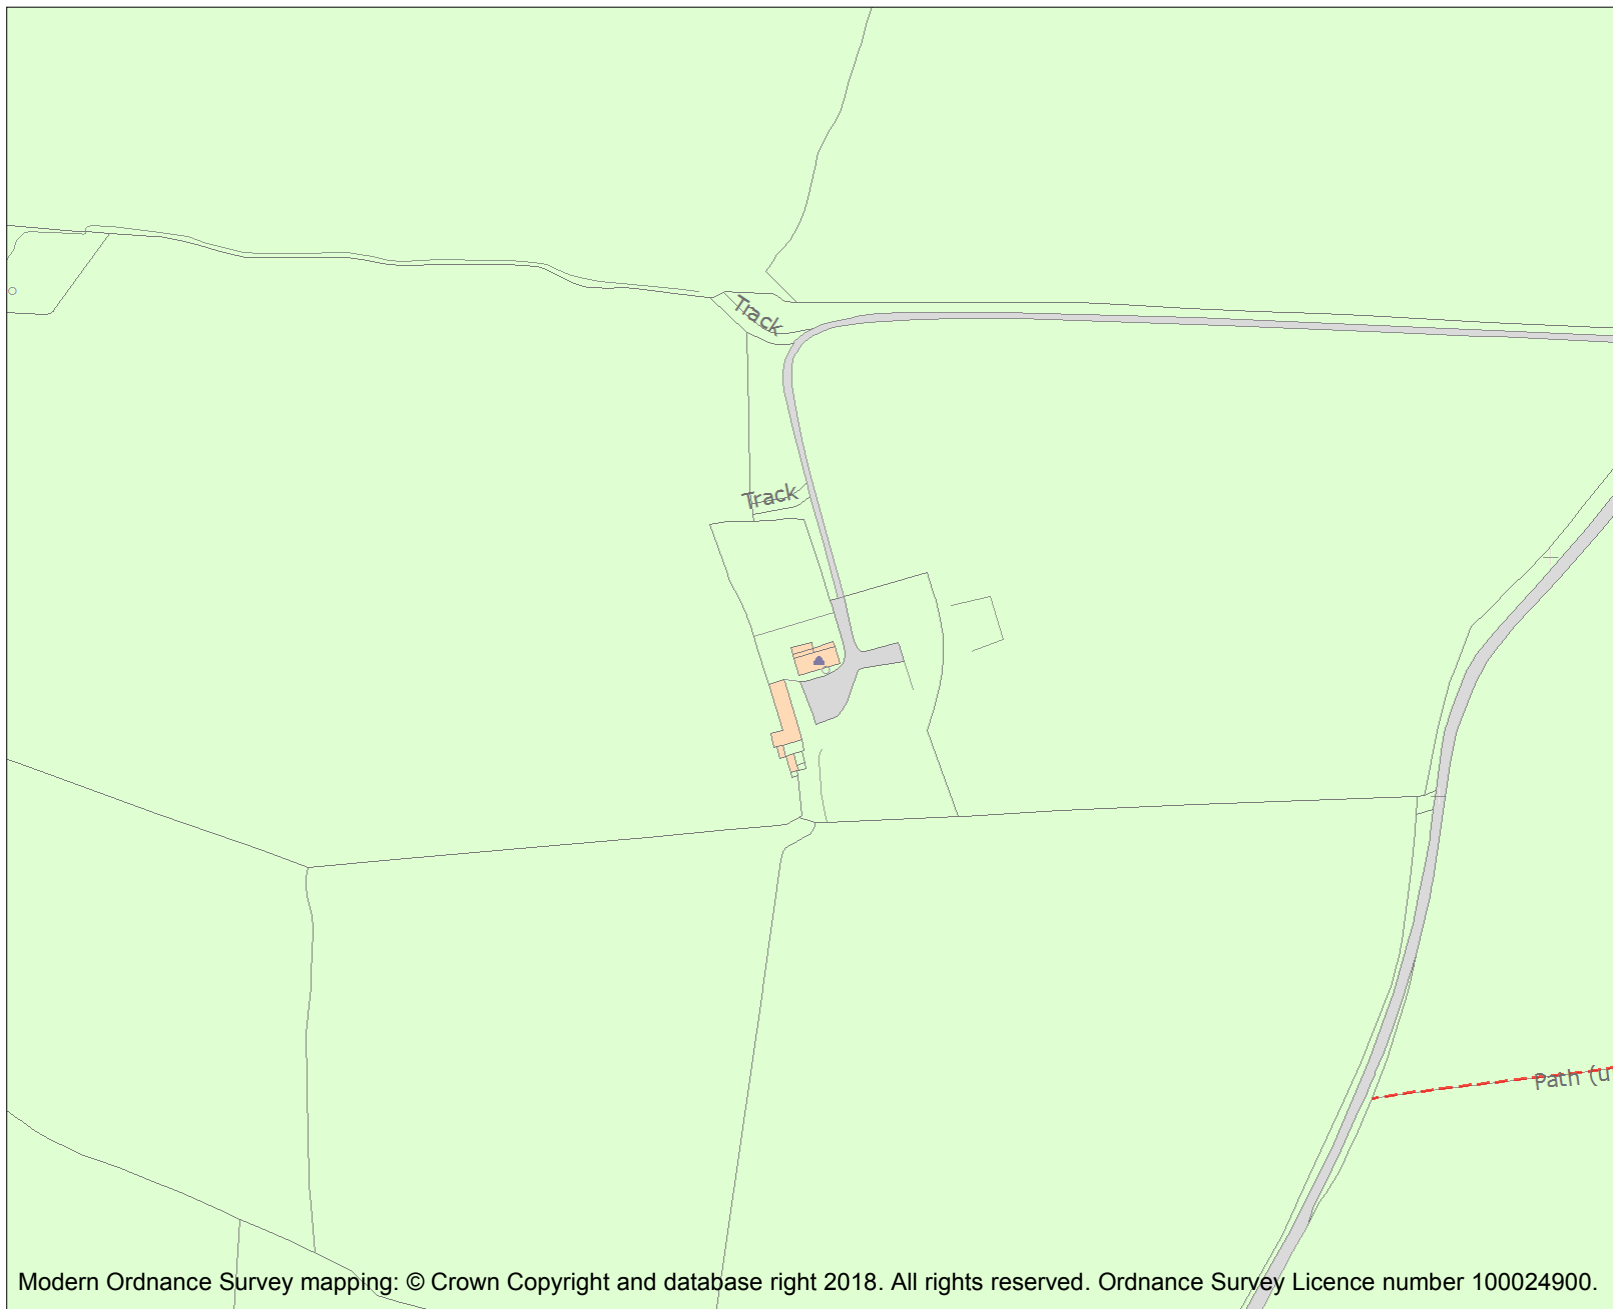 Track
Track
Path (u
Modern Ordnance Survey mapping: © Crown Copyright and database right 2018. All rights reserved. Ordnance Survey Licence number 100024900.